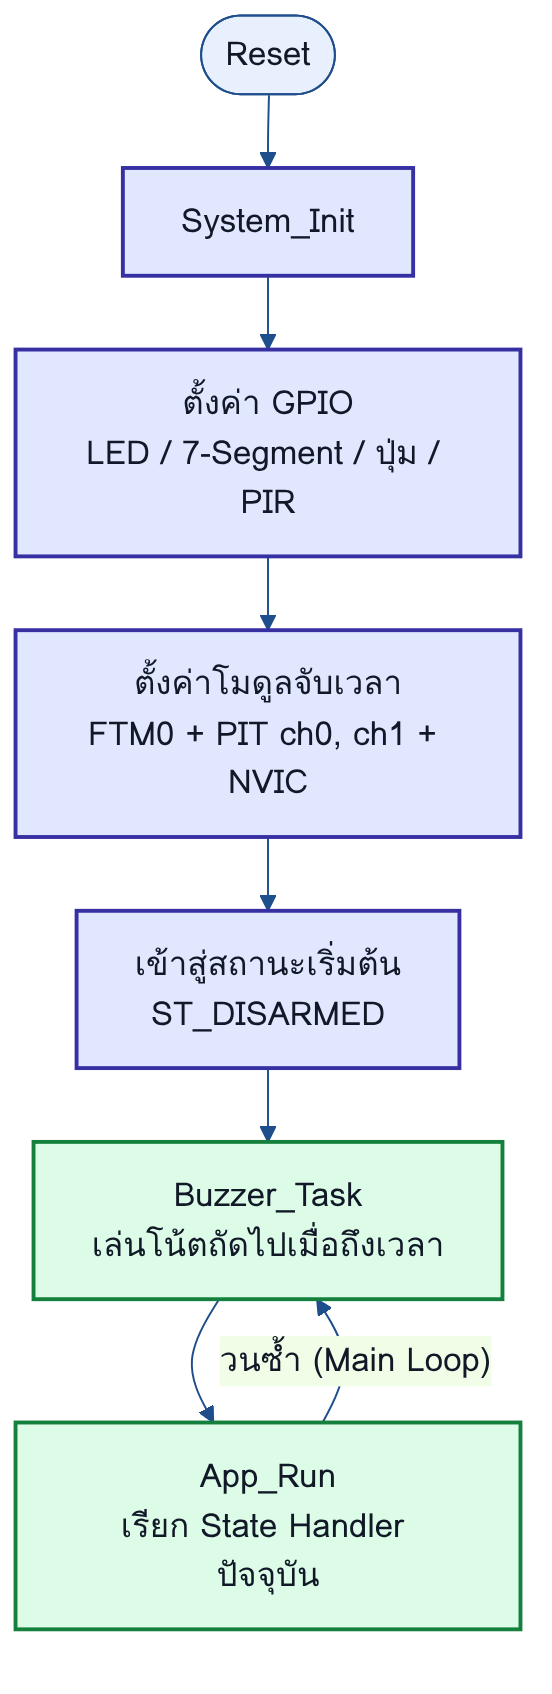 Reset
System_Init
ตั้งค่า GPIO
LED / 7-Segment / ปุ่ม /
PIR
ตั้งค่าโมดูลจับเวลา
FTM0 + PIT ch0, ch1 +
NVIC
เข้าสู่สถานะเริ่มต้น
ST_DISARMED
Buzzer_Task
เล่นโน้ตถัดไปเมื่อถึงเวลา
วนซ้ำ (Main Loop)
App_Run
เรียก State Handler
ปัจจุบัน